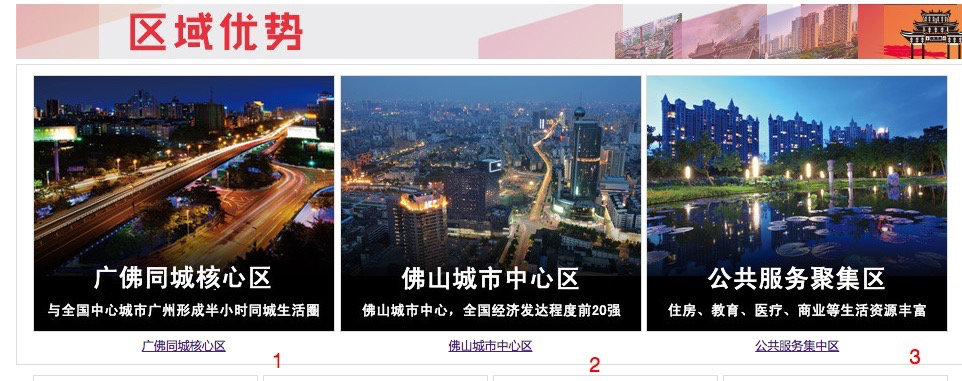 区域优势
广佛同城核心区
与全国中心城市广州形成半小时同城生活圈
佛山城市中心区
佛山城市中心，全国经济发达程度前20强
公共服务聚集区
住房、教育、医疗、商业等生活资源丰富
广佛同城核心区
佛山城市中心区
公共服务集中区
1
2
3